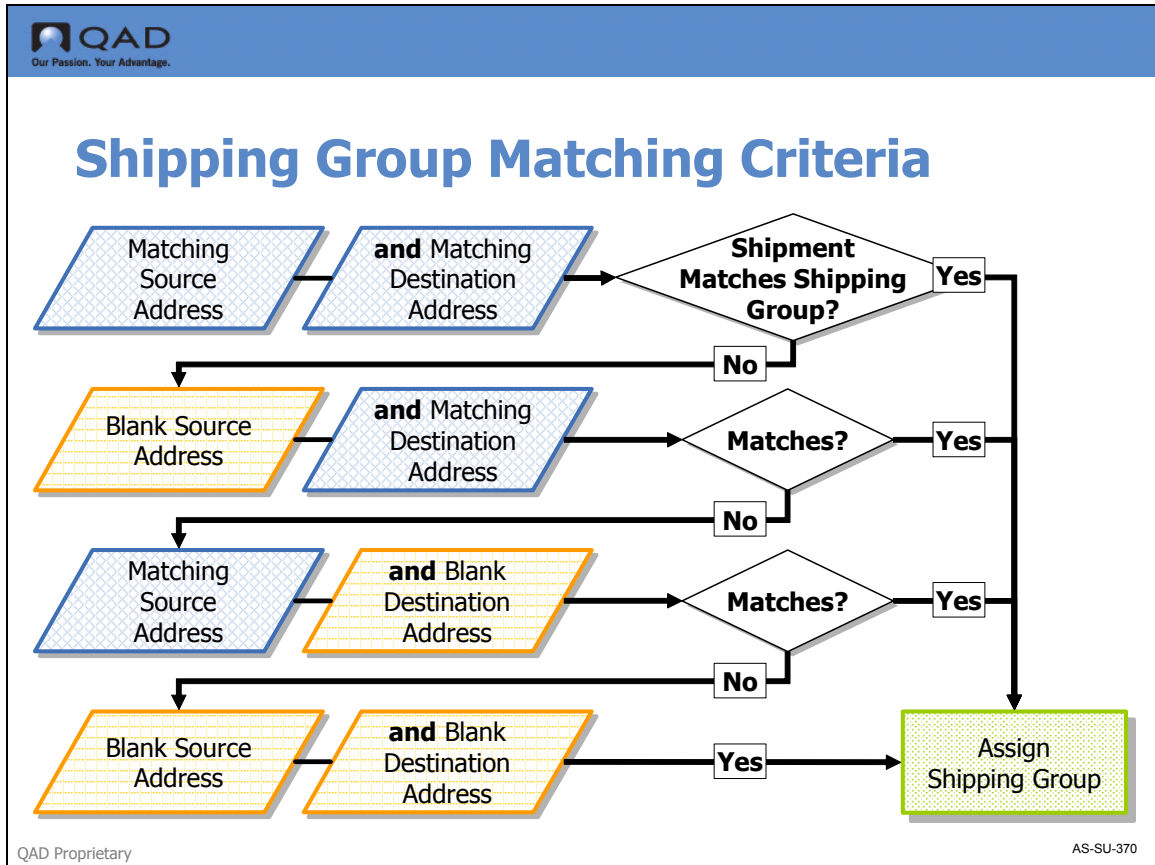 QAD
Our Passion. Your Advantage.
Shipping Group Matching Criteria
Matching
Source
Address
and Matching
Destination
Address
Shipment
Matches Shipping
Group?
Yes
No
Blank Source
Address
and Matching
Destination
Address
Matches?
Yes
No
Matching
Source
Address
and Blank
Destination
Address
Matches?
Yes
No
Blank Source
Address
and Blank
Destination
Address
Yes
Assign
Shipping Group
QAD Proprietary
AS-SU-370